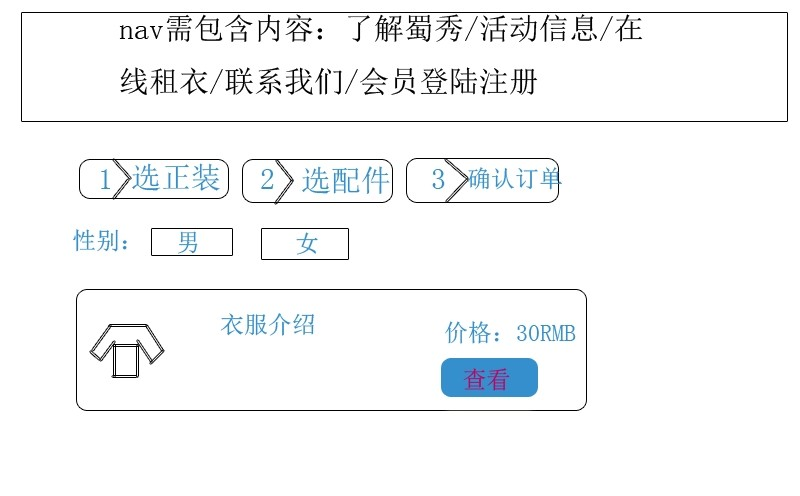 nav需包含内容：了解蜀秀/活动信息/在
线租衣/联系我们/会员登陆注册
1 选正装 2 选配件 3 确认订单
性别： 男 女
衣服介绍
价格：30RMB
查看